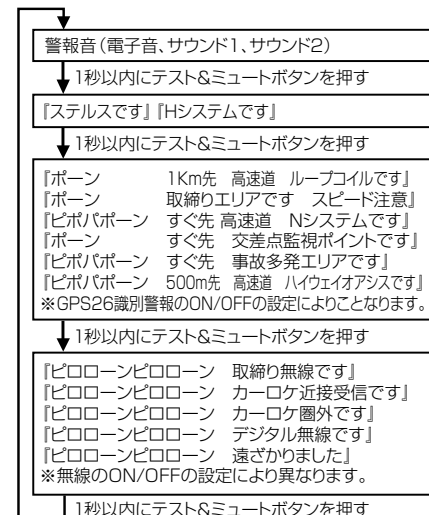 警報音（電子音、サウンド1、サウンド2）
1秒以内にテスト&ミュートボタンを押す
『ステルスです』『Hシステムです』
1秒以内にテスト&ミュートボタンを押す
『ポーン　1Km先　高速道　ループコイルです』
『ポーン　取締りエリアです　スピード注意』
『ピポパポーン　すぐ先 高速道　Nシステムです』
『ポーン　すぐ先　交差点監視ポイントです』
『ピポパポーン　すぐ先　事故多発エリアです』
『ピポパポーン　500m先　高速道　ハイウェイオアシスです』
※GPS26識別警報のON/OFFの設定によりことなります。
1秒以内にテスト&ミュートボタンを押す
『ピロローンピロローン　取締り無線です』
『ピロローンピロローン　カーロケ近接受信です』
『ピロローンピロローン　カーロケ圏外です』
『ピロローンピロローン　デジタル無線です』
『ピロローンピロローン　遠ざかりました』
※無線のON/OFFの設定により異なります。
1秒以内にテスト&ミュートボタンを押す